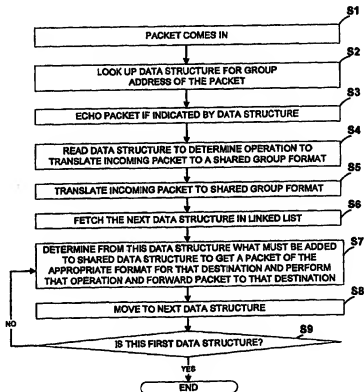 S1
PACKET COMES IN
S2
LOOK UP DATA STRUCTURE FOR GROUP
ADDRESS OF THE PACKET
S3
ECHO PACKET IF INDICATED BY DATA STRUCTURE
S4
READ DATA STRUCTURE TO DETERMINE OPERATION TO
TRANSLATE INCOMING PACKET TO A SHARED GROUP FORMAT
S5
TRANSLATE INCOMING PACKET TO SHARED GROUP FORMAT
S6
FETCH THE NEXT DATA STRUCTURE IN LINKED LIST
S7
DETERMINE FROM THIS DATA STRUCTURE WHAT MUST BE ADDED
TO SHARED DATA STRUCTURE TO GET A PACKET OF THE
APPROPRIATE FORMAT FOR THAT DESTINATION AND PERFORM
THAT OPERATION AND FORWARD PACKET TO THAT DESTINATION
S8
MOVE TO NEXT DATA STRUCTURE
NO
S9
IS THIS FIRST DATA STRUCTURE?
YES
END